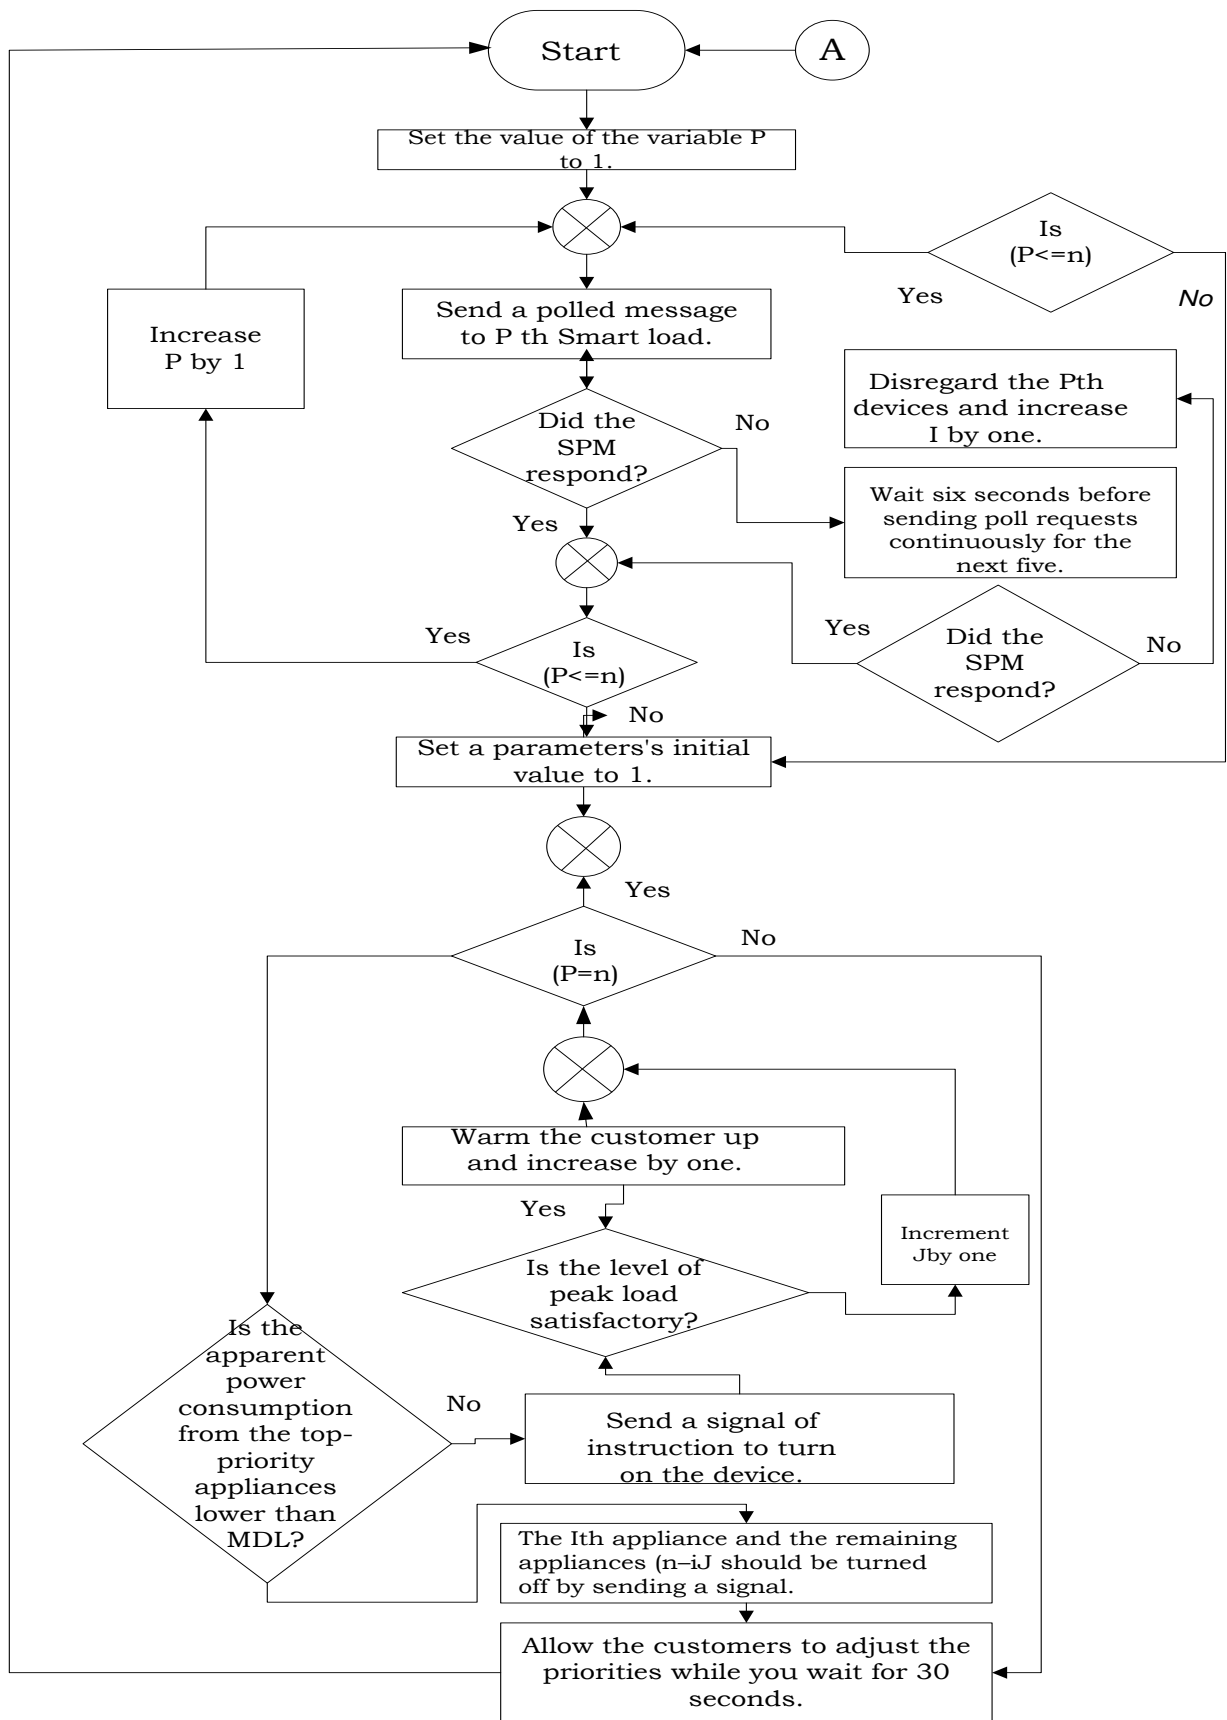 Start
A
Set the value of the variable P
to 1.
Is
(P<=n)
Yes
No
Send a polled message
to P th Smart load.
Increase
P by 1
Disregard the Pth
devices and increase
I by one.
Did the
SPM
respond?
No
Yes
Wait six seconds before
sending poll requests
continuously for the
next five.
Yes
Is
(P<=n)
No
Yes
Did the
SPM
respond?
No
Set a parameters's initial
value to 1.
Yes
Is
(P=n)
No
Warm the customer up
and increase by one.
Yes
Increment
Jby one
Is the level of
peak load
satisfactory?
Is the
apparent
power
consumption
from the top-
priority
appliances
lower than
MDL?
No
Send a signal of
instruction to turn
on the device.
The Ith appliance and the remaining
appliances (n–iJ should be turned
off by sending a signal.
Allow the customers to adjust the
priorities while you wait for 30
seconds.